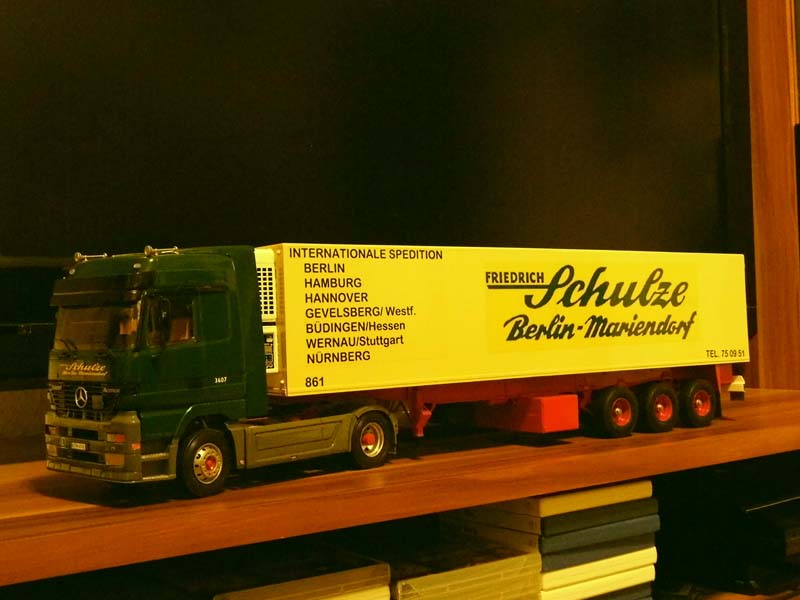 INTERNATIONALE SPEDITION
BERLIN
HAMBURG
HANNOVER
GEVELSBERG/ Westf.
BÜDINGEN/Hessen
WERNAU/Stuttgart
NÜRNBERG
861
FRIEDRICH
Schulze
Berlin-Mariendorf
TEL. 75 09 51
3407
Schulze
Berlin Mariendorf